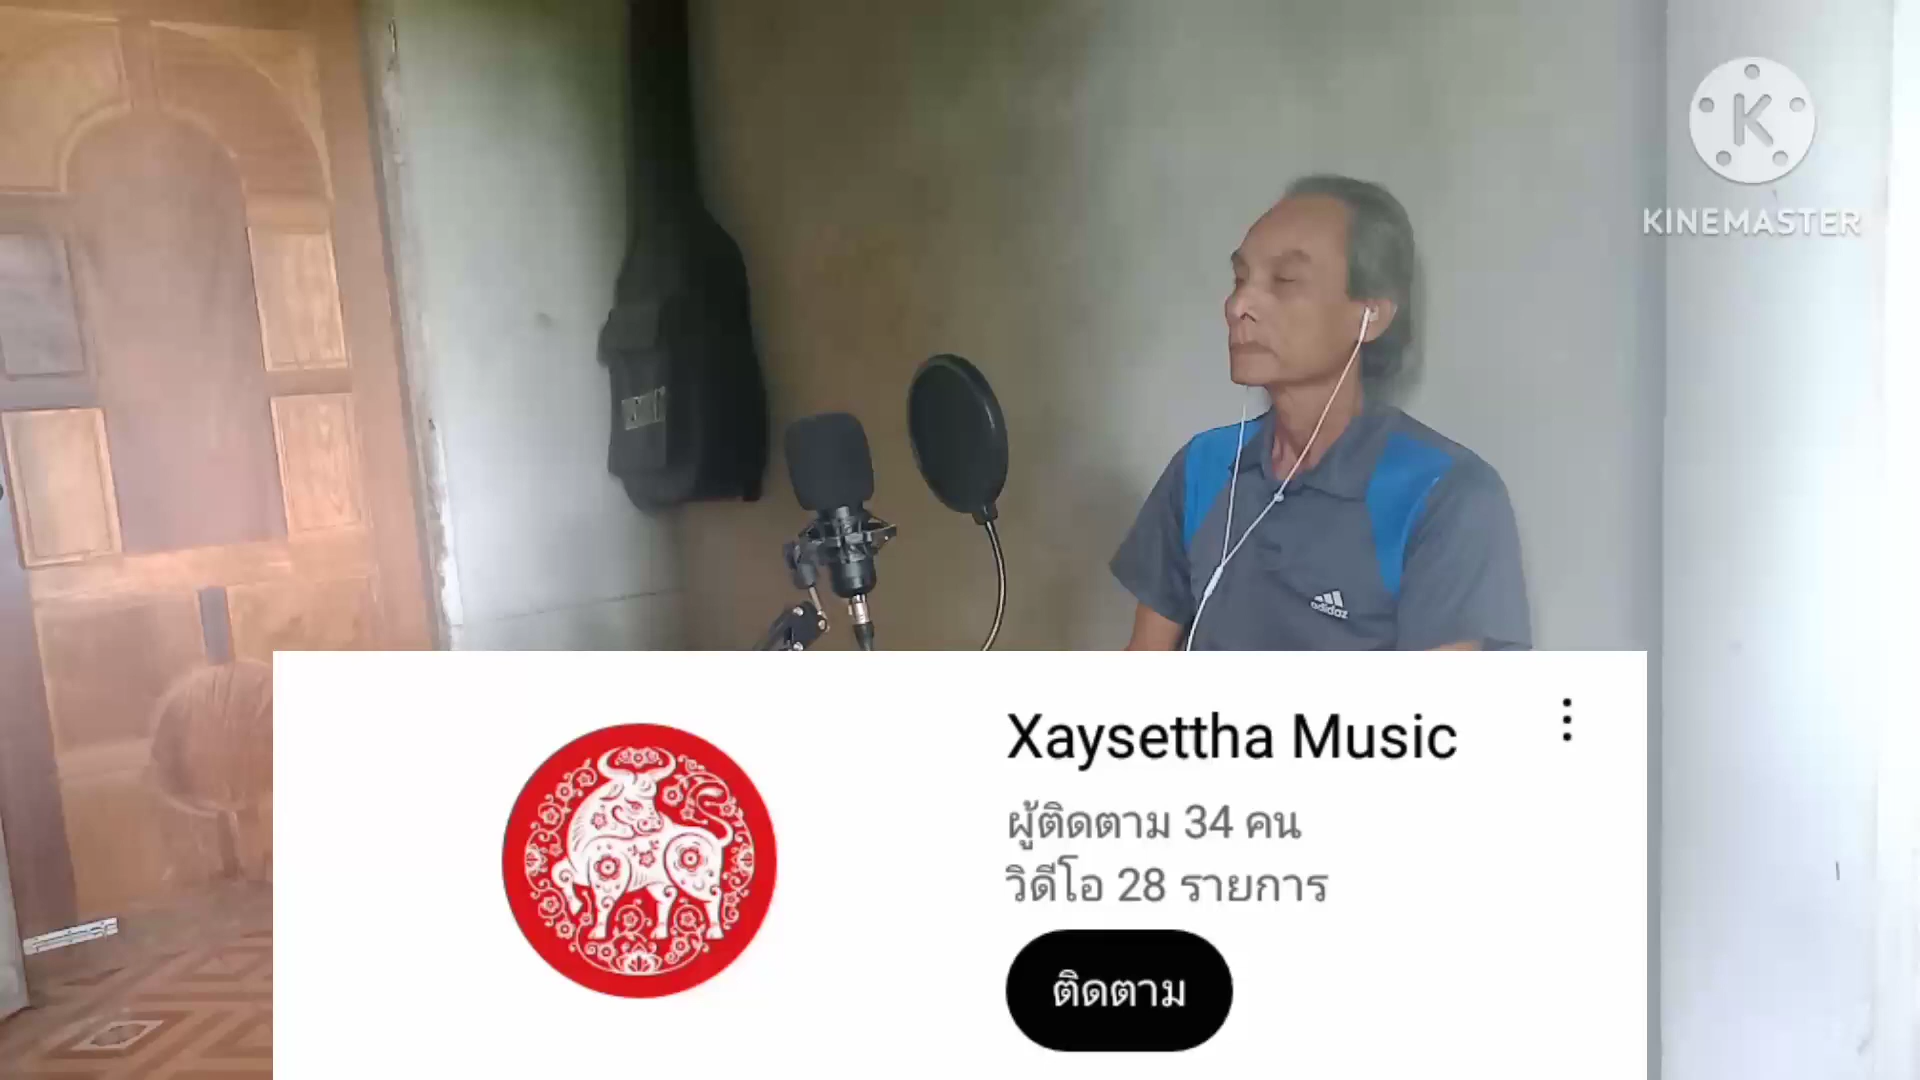 KINEMASTER
adidaz
Xaysettha Music
ผู้ติดตาม 34 คน
วิดีโอ 28 รายการ
ติดตาม